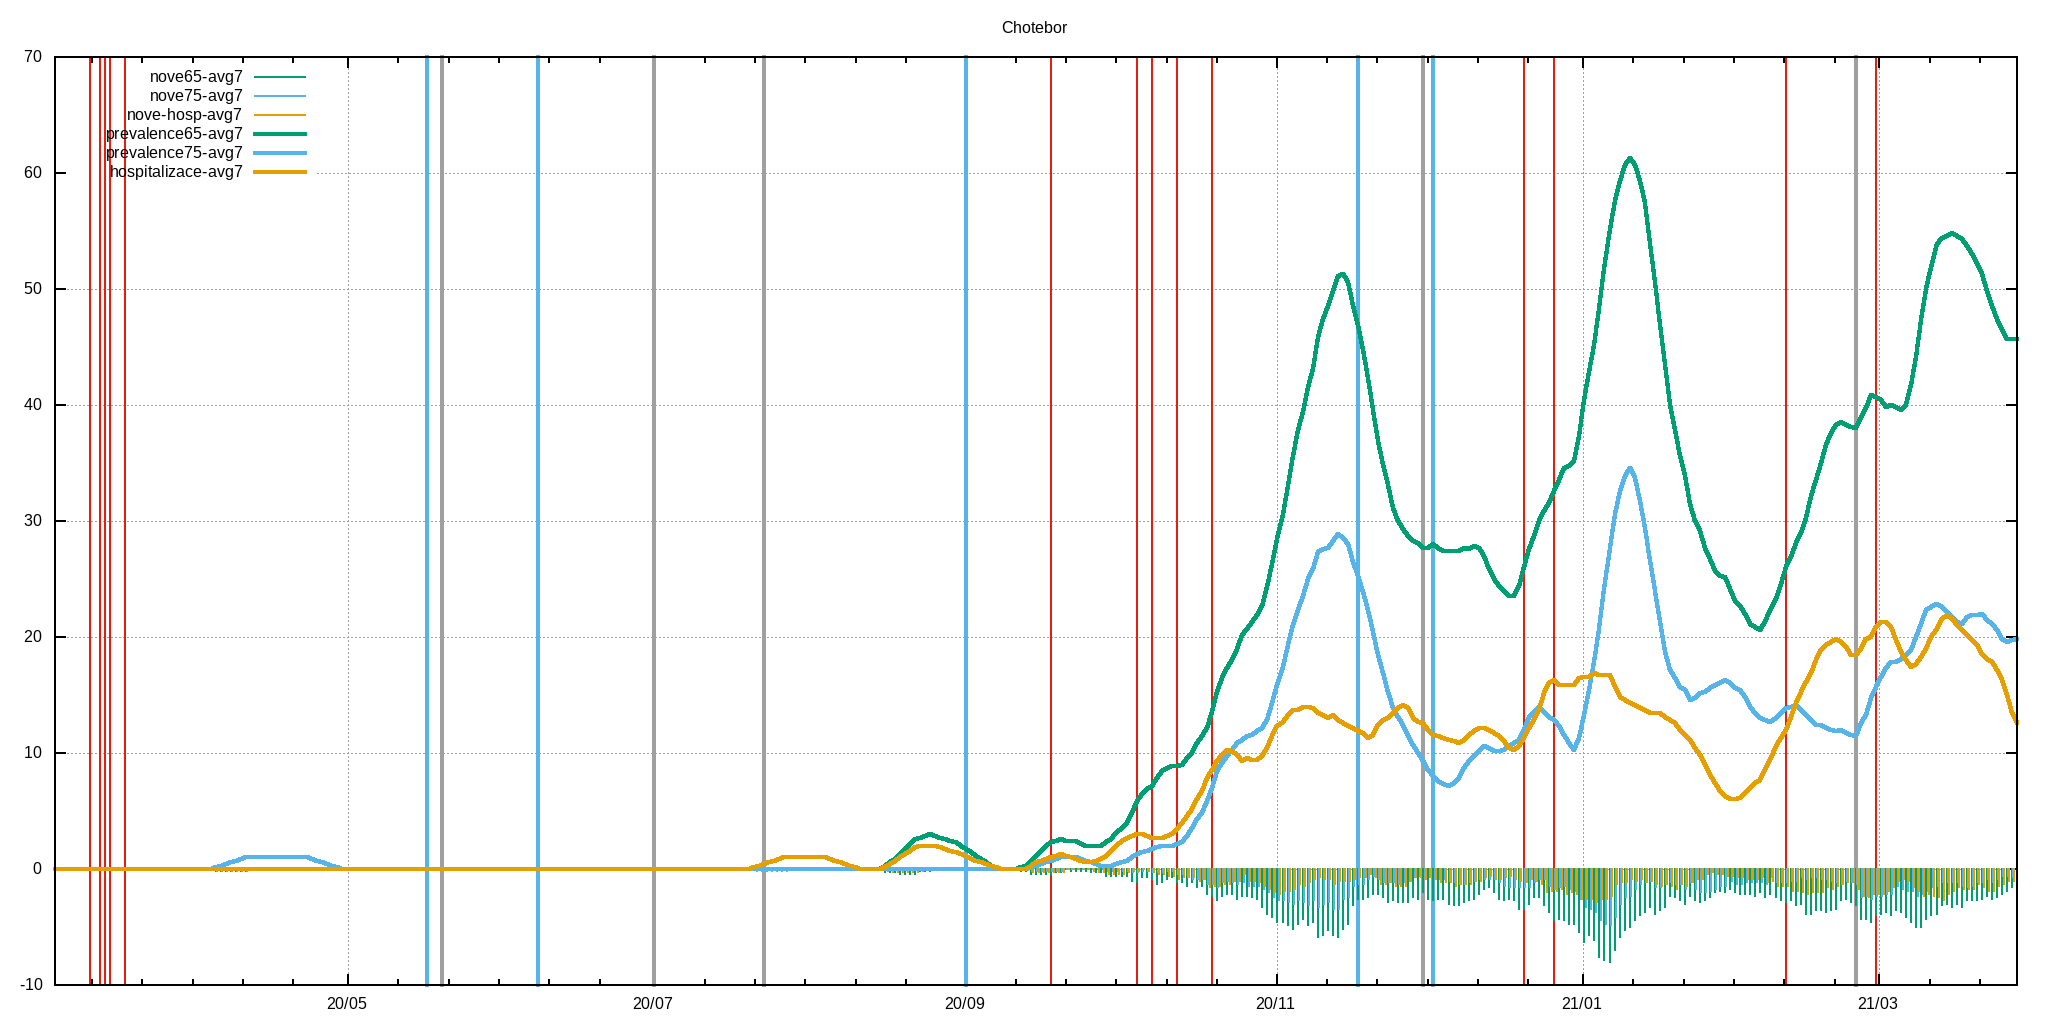 Chotebor
70
60
50
40
30
20
10
0
-10
nove65-avg7
nove75-avg7
nove-hosp-avg7
prevalence65-avg7
prevalence75-avg7
hospitalizace-avg7
20/05 20/07 20/09 20/11 21/01 21/03